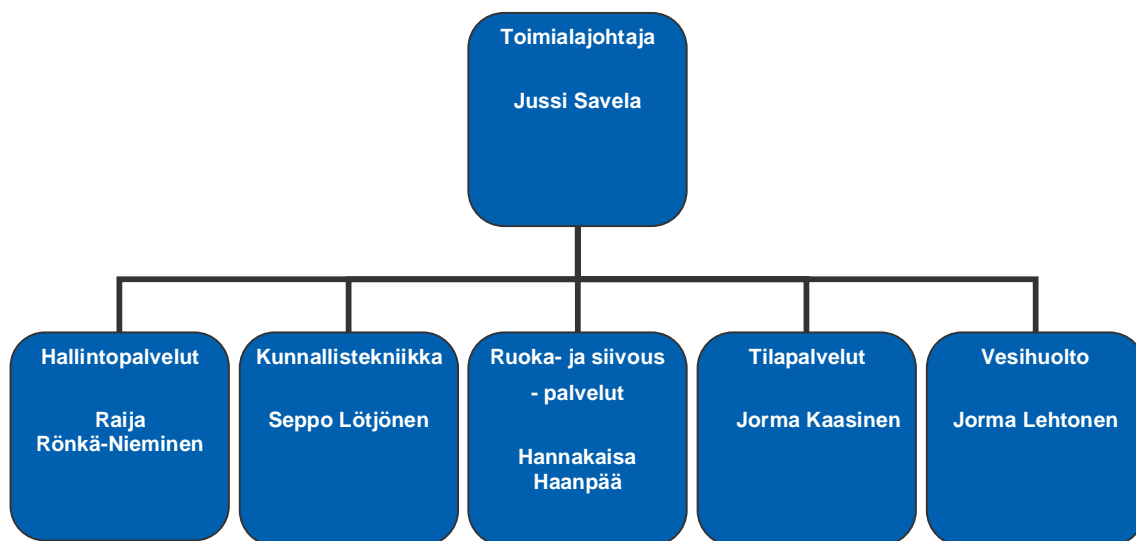 Toimialajohtaja
Jussi Savela
Hallintopalvelut
Raija
Rönkä-Nieminen
Kunnallistekniikka
Seppo Lötjönen
Ruoka- ja siivous
- palvelut
Hannakaisa
Haanpää
Tilapalvelut
Jorma Kaasinen
Vesihuolto
Jorma Lehtonen